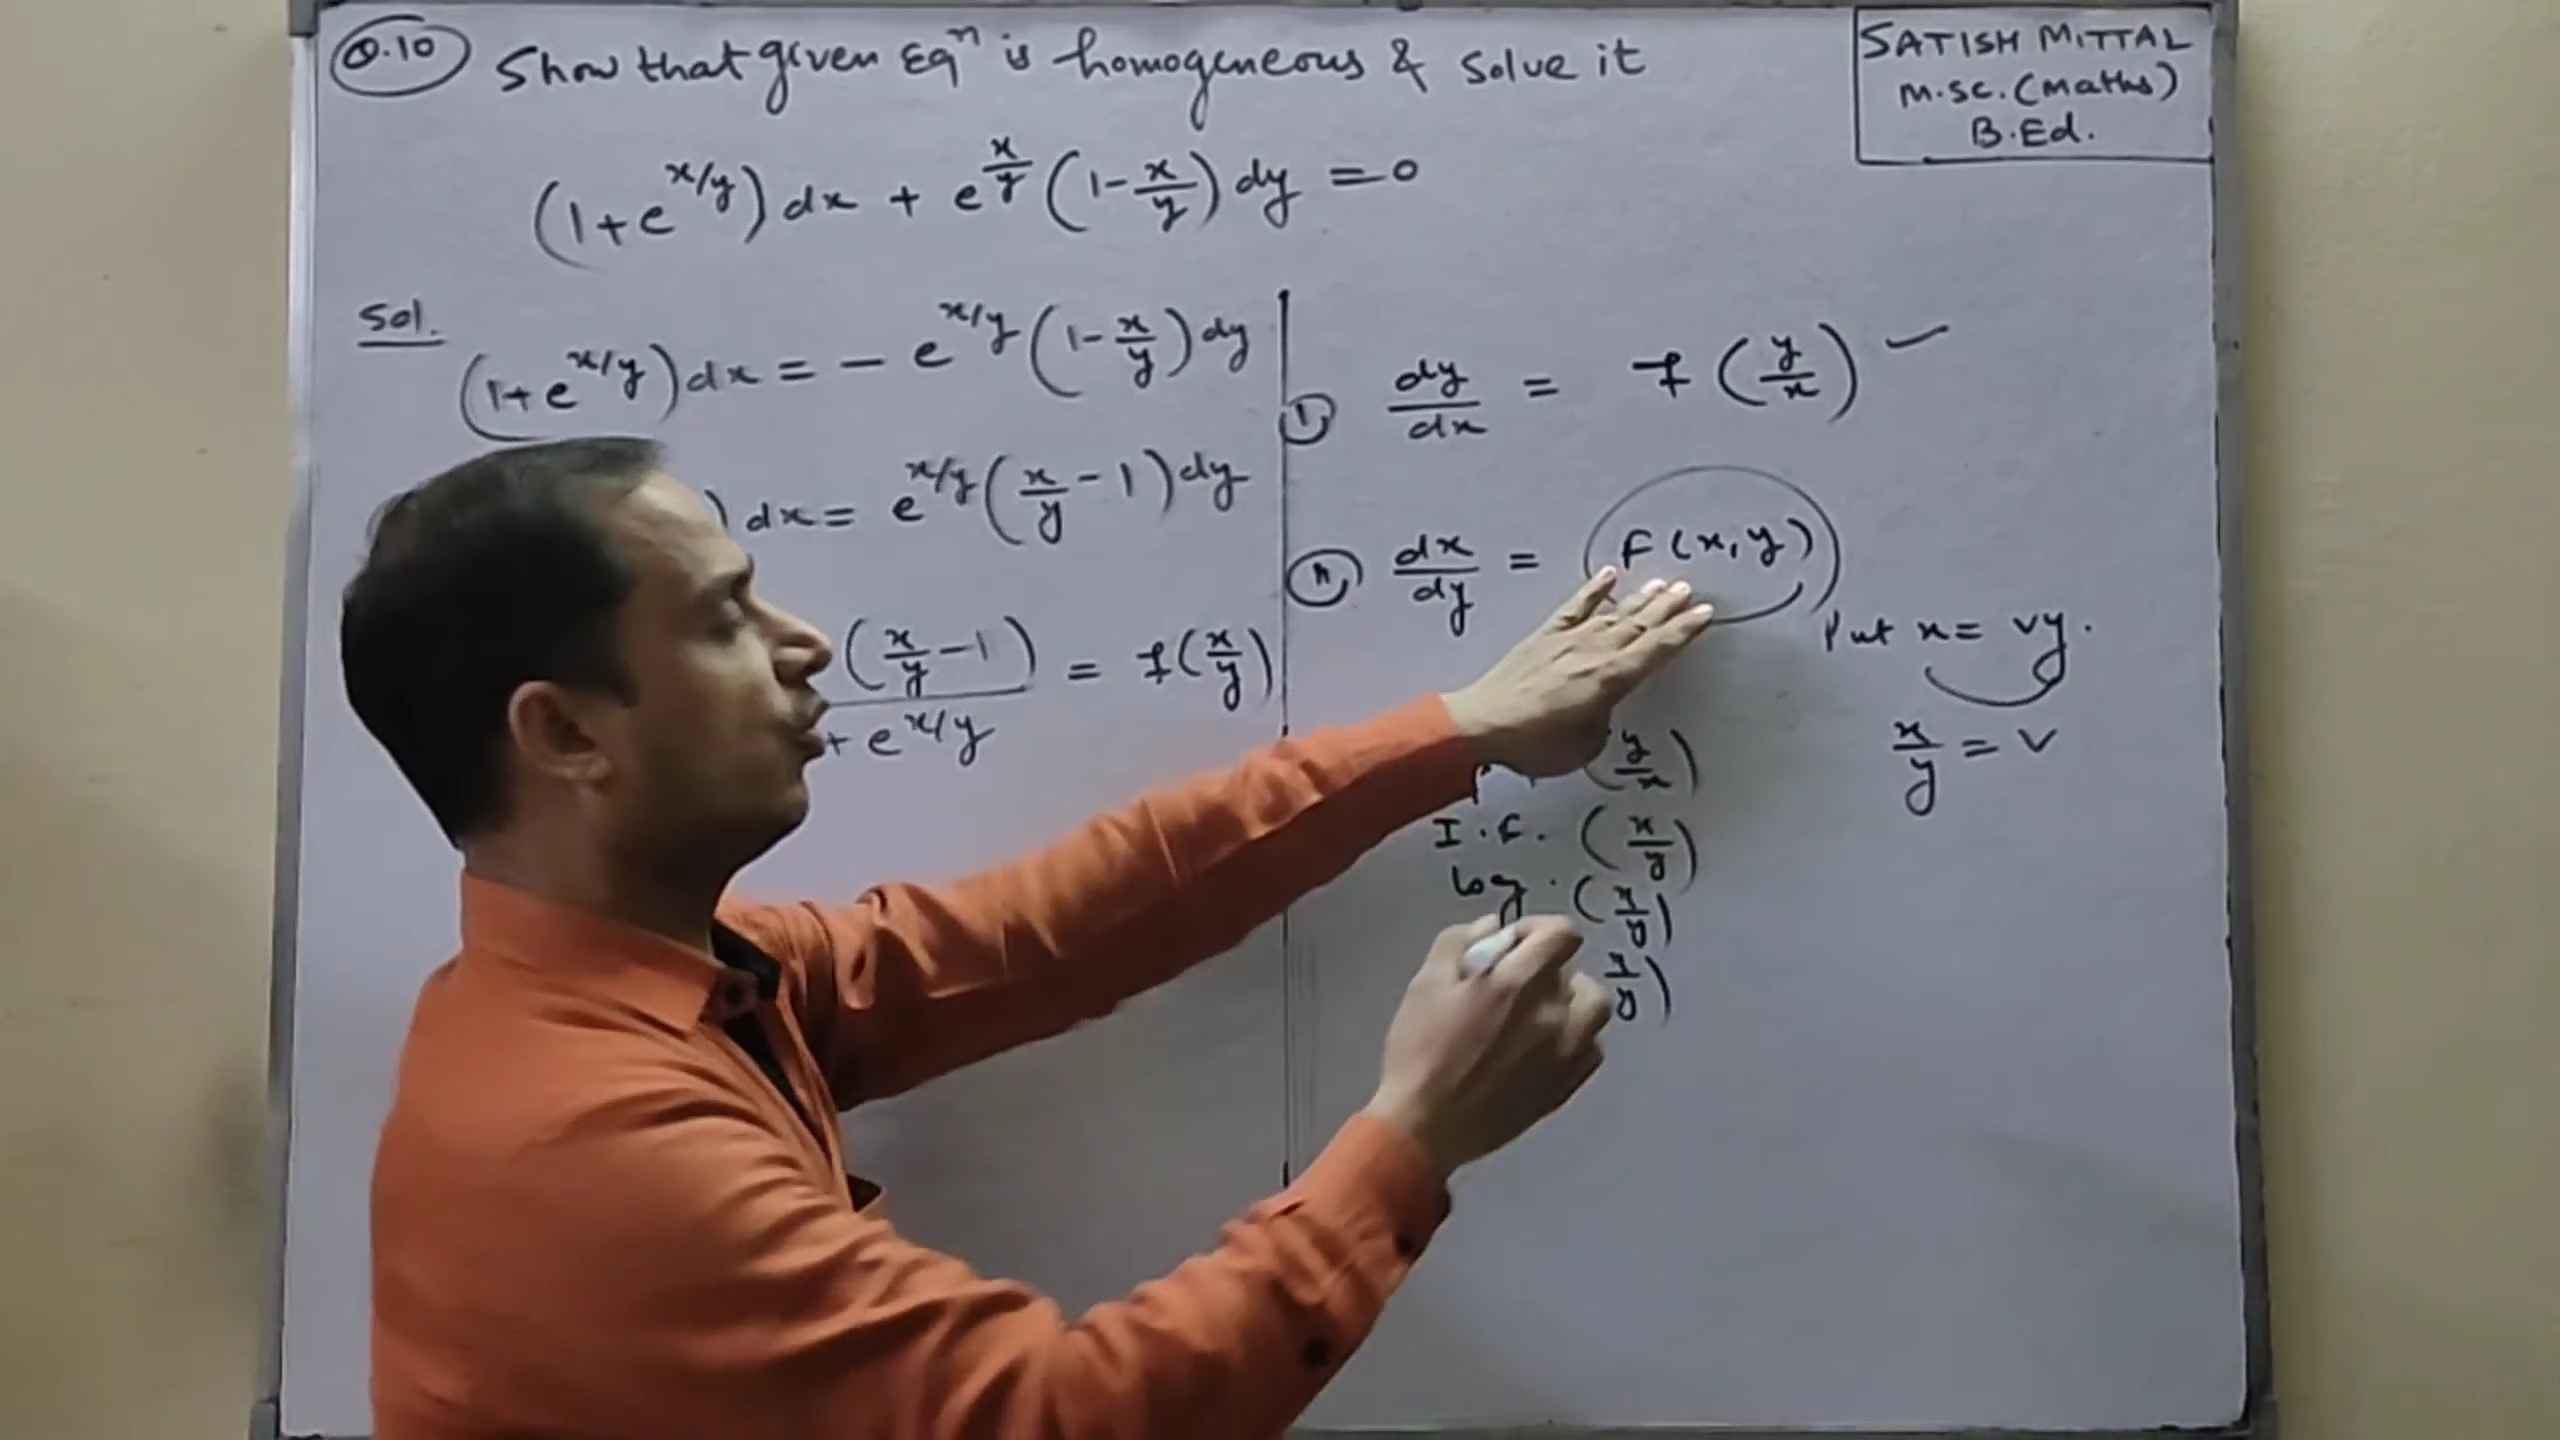 Q.10 Show that given Eqⁿ is homogeneous & Solve it
SATISH MITTAL
M.SC. (Maths)
B.Ed.
(1+e^{x/y}) dx + e^{x/y} (1-x/y) dy = 0
Sol.
(1+e^{x/y}) dx = - e^{x/y} (1-x/y) dy
) dx = e^{x/y} (x/y - 1) dy
(x/y - 1) = f(x/y)
+ e^{x/y}
① dy/dx = f (y/x)
dx/dy = F(x,y)
Put x = vy.
x/y = v
(y/x)
I.F. (x/y)
log. (x/y)
x/y)